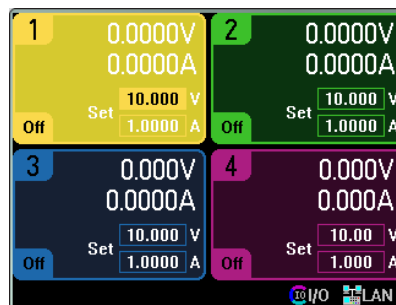 1
0.0000V
0.0000A
Set 10.000 V
Off 1.0000 A
2
0.0000V
0.0000A
Set 10.000 V
Off 1.0000 A
3
0.000V
0.0000A
Set 10.000 V
Off 1.0000 A
4
0.000V
0.000A
Set 10.00 V
Off 1.000 A
I/O LAN